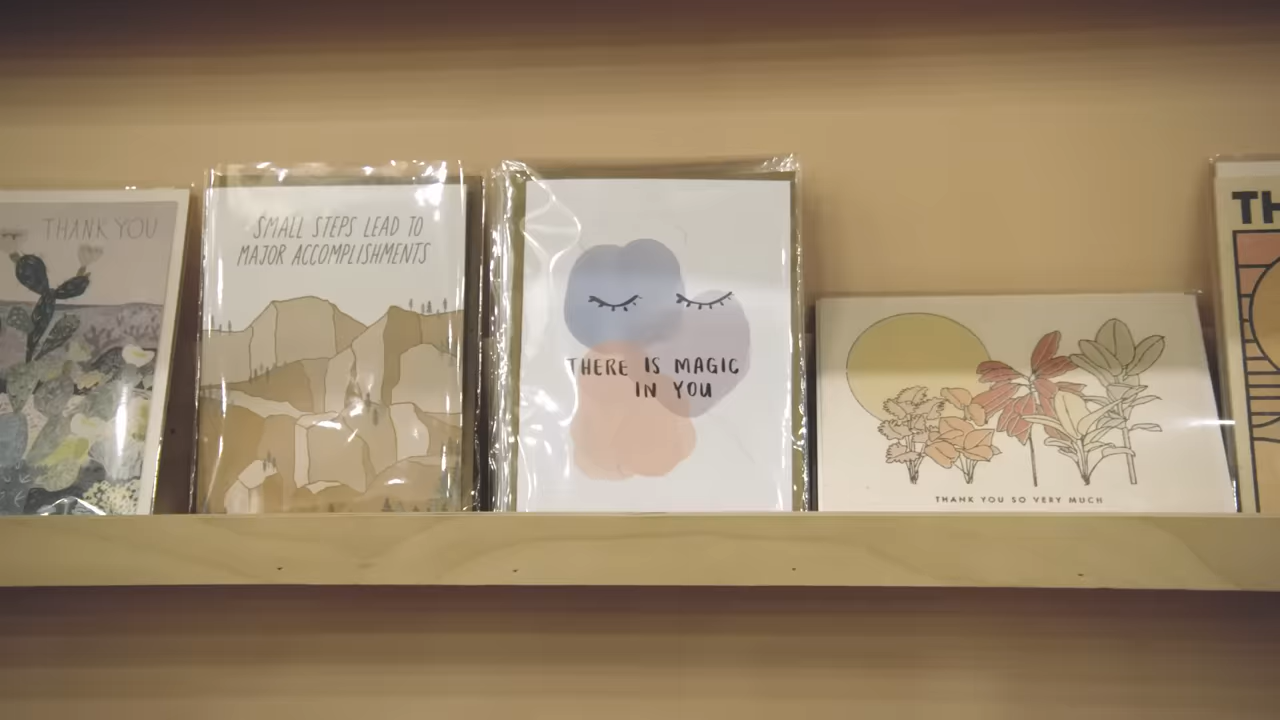 THANK YOU
SMALL STEPS LEAD TO
MAJOR ACCOMPLISHMENTS
THERE IS MAGIC
IN YOU
THANK YOU SO VERY MUCH